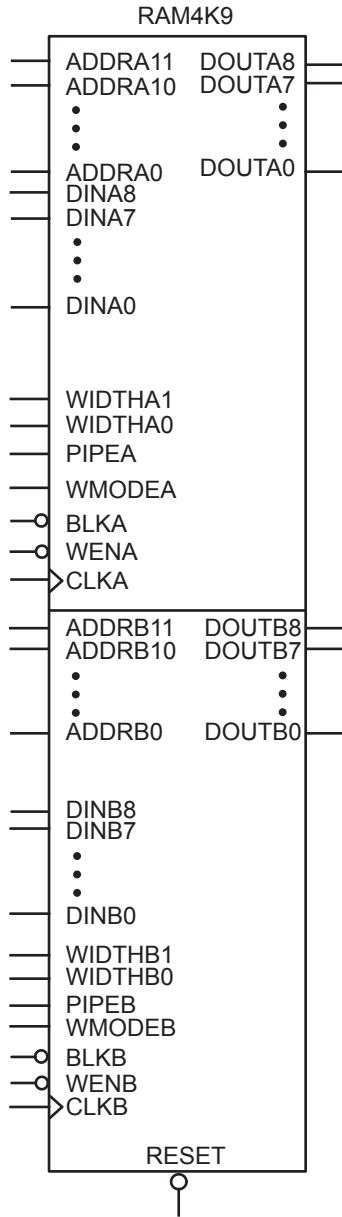 RAM4K9
ADDRA11 DOUTA8
ADDRA10 DOUTA7
ADDRA0 DOUTA0
DINA8
DINA7
DINA0
WIDTHA1
WIDTHA0
PIPEA
WMODEA
BLKA
WENA
CLKA
ADDRB11 DOUTB8
ADDRB10 DOUTB7
ADDRB0 DOUTB0
DINB8
DINB7
DINB0
WIDTHB1
WIDTHB0
PIPEB
WMODEB
BLKB
WENB
CLKB
RESET